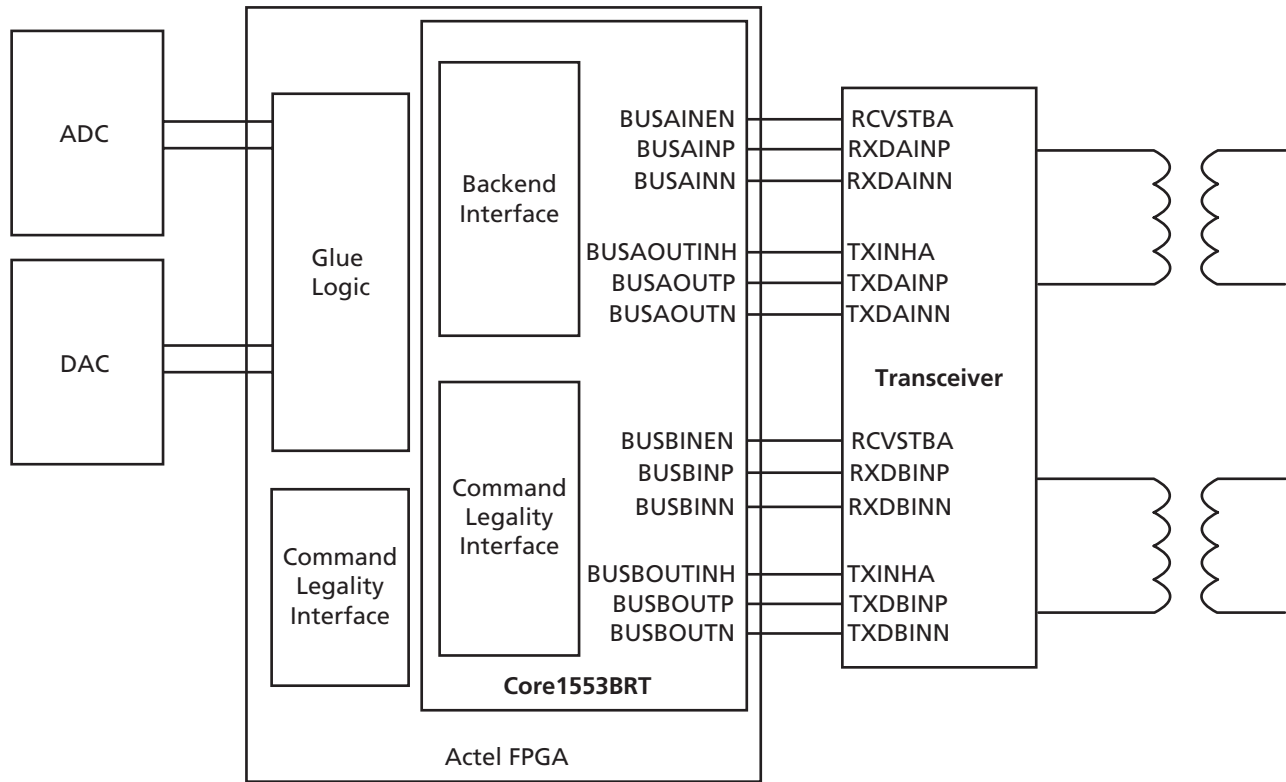 ADC
DAC
Glue
Logic
Command
Legality
Interface
Backend
Interface
Command
Legality
Interface
BUSAINEN
BUSAINP
BUSAINN
BUSAOUTINH
BUSAOUTP
BUSAOUTN
BUSBINEN
BUSBINP
BUSBINN
BUSBOUTINH
BUSBOUTP
BUSBOUTN
Core1553BRT
Actel FPGA
RCVSTBA
RXDAINP
RXDAINN
TXINHA
TXDAINP
TXDAINN
Transceiver
RCVSTBA
RXDBINP
RXDBINN
TXINHA
TXDBINP
TXDBINN